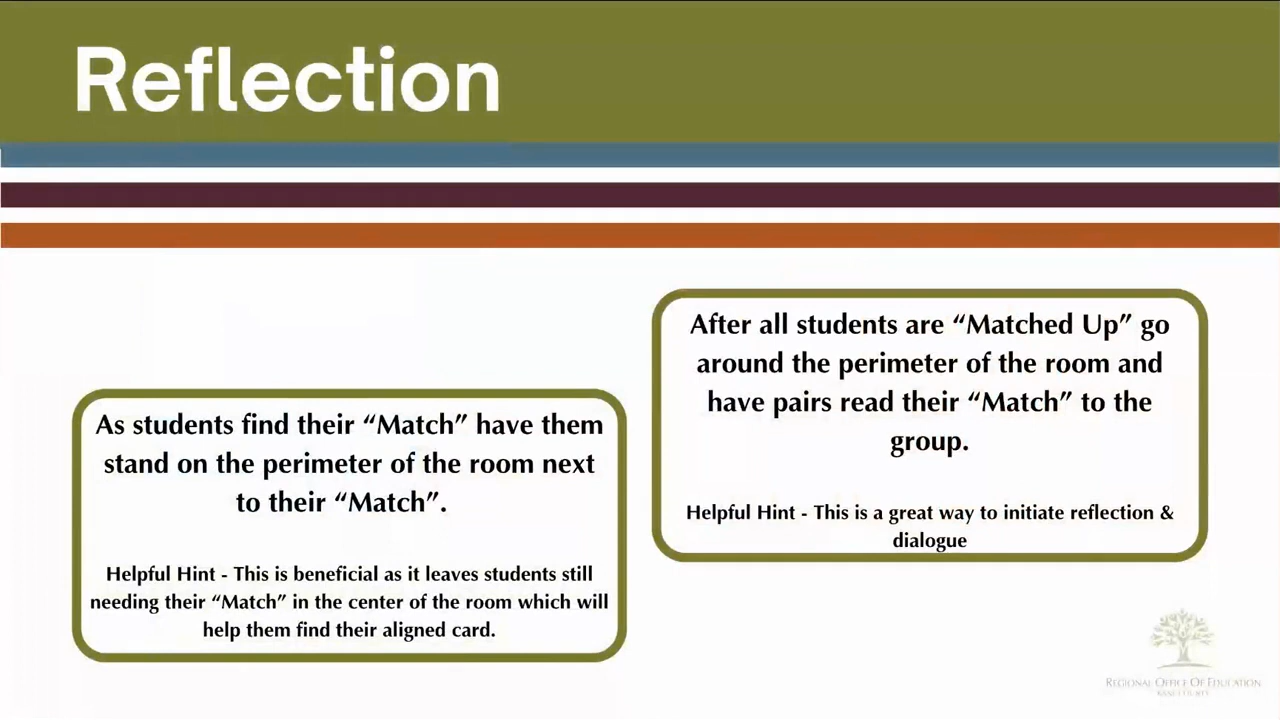 Reflection
As students find their “Match” have them
stand on the perimeter of the room next
to their “Match”.
Helpful Hint - This is beneficial as it leaves students still
needing their “Match” in the center of the room which will
help them find their aligned card.
After all students are “Matched Up” go
around the perimeter of the room and
have pairs read their “Match” to the
group.
Helpful Hint - This is a great way to initiate reflection &
dialogue
REGIONAL OFFICE OF EDUCATION
KANE COUNTY